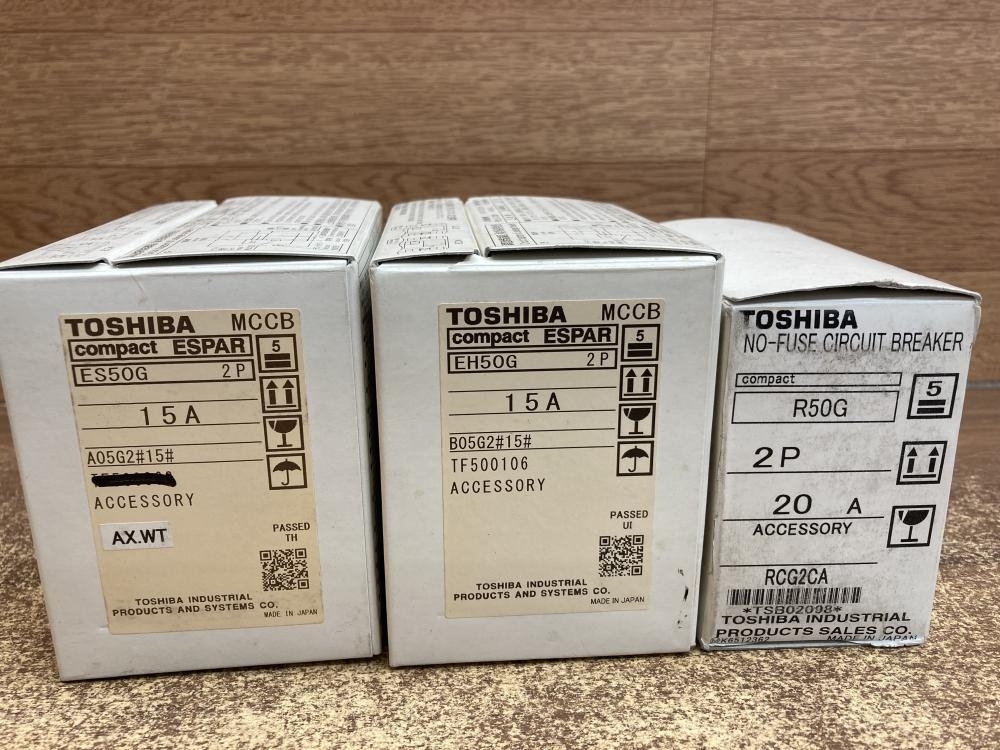 TOSHIBA MCCB
compact ESPAR
5
ES50G 2P
15A
A05G2#15#
ACCESSORY
AX.WT
PASSED
TH
TOSHIBA INDUSTRIAL
PRODUCTS AND SYSTEMS CO.
MADE IN JAPAN
TOSHIBA MCCB
compact ESPAR
5
EH50G 2P
15A
B05G2#15#
TF500106
ACCESSORY
PASSED
UI
TOSHIBA INDUSTRIAL
PRODUCTS AND SYSTEMS CO.
MADE IN JAPAN
TOSHIBA
NO-FUSE CIRCUIT BREAKER
compact
5
R50G
2P
20 A
ACCESSORY
RCG2CA
*TSB02098*
TOSHIBA INDUSTRIAL
PRODUCTS SALES CO.
MADE IN JAPAN